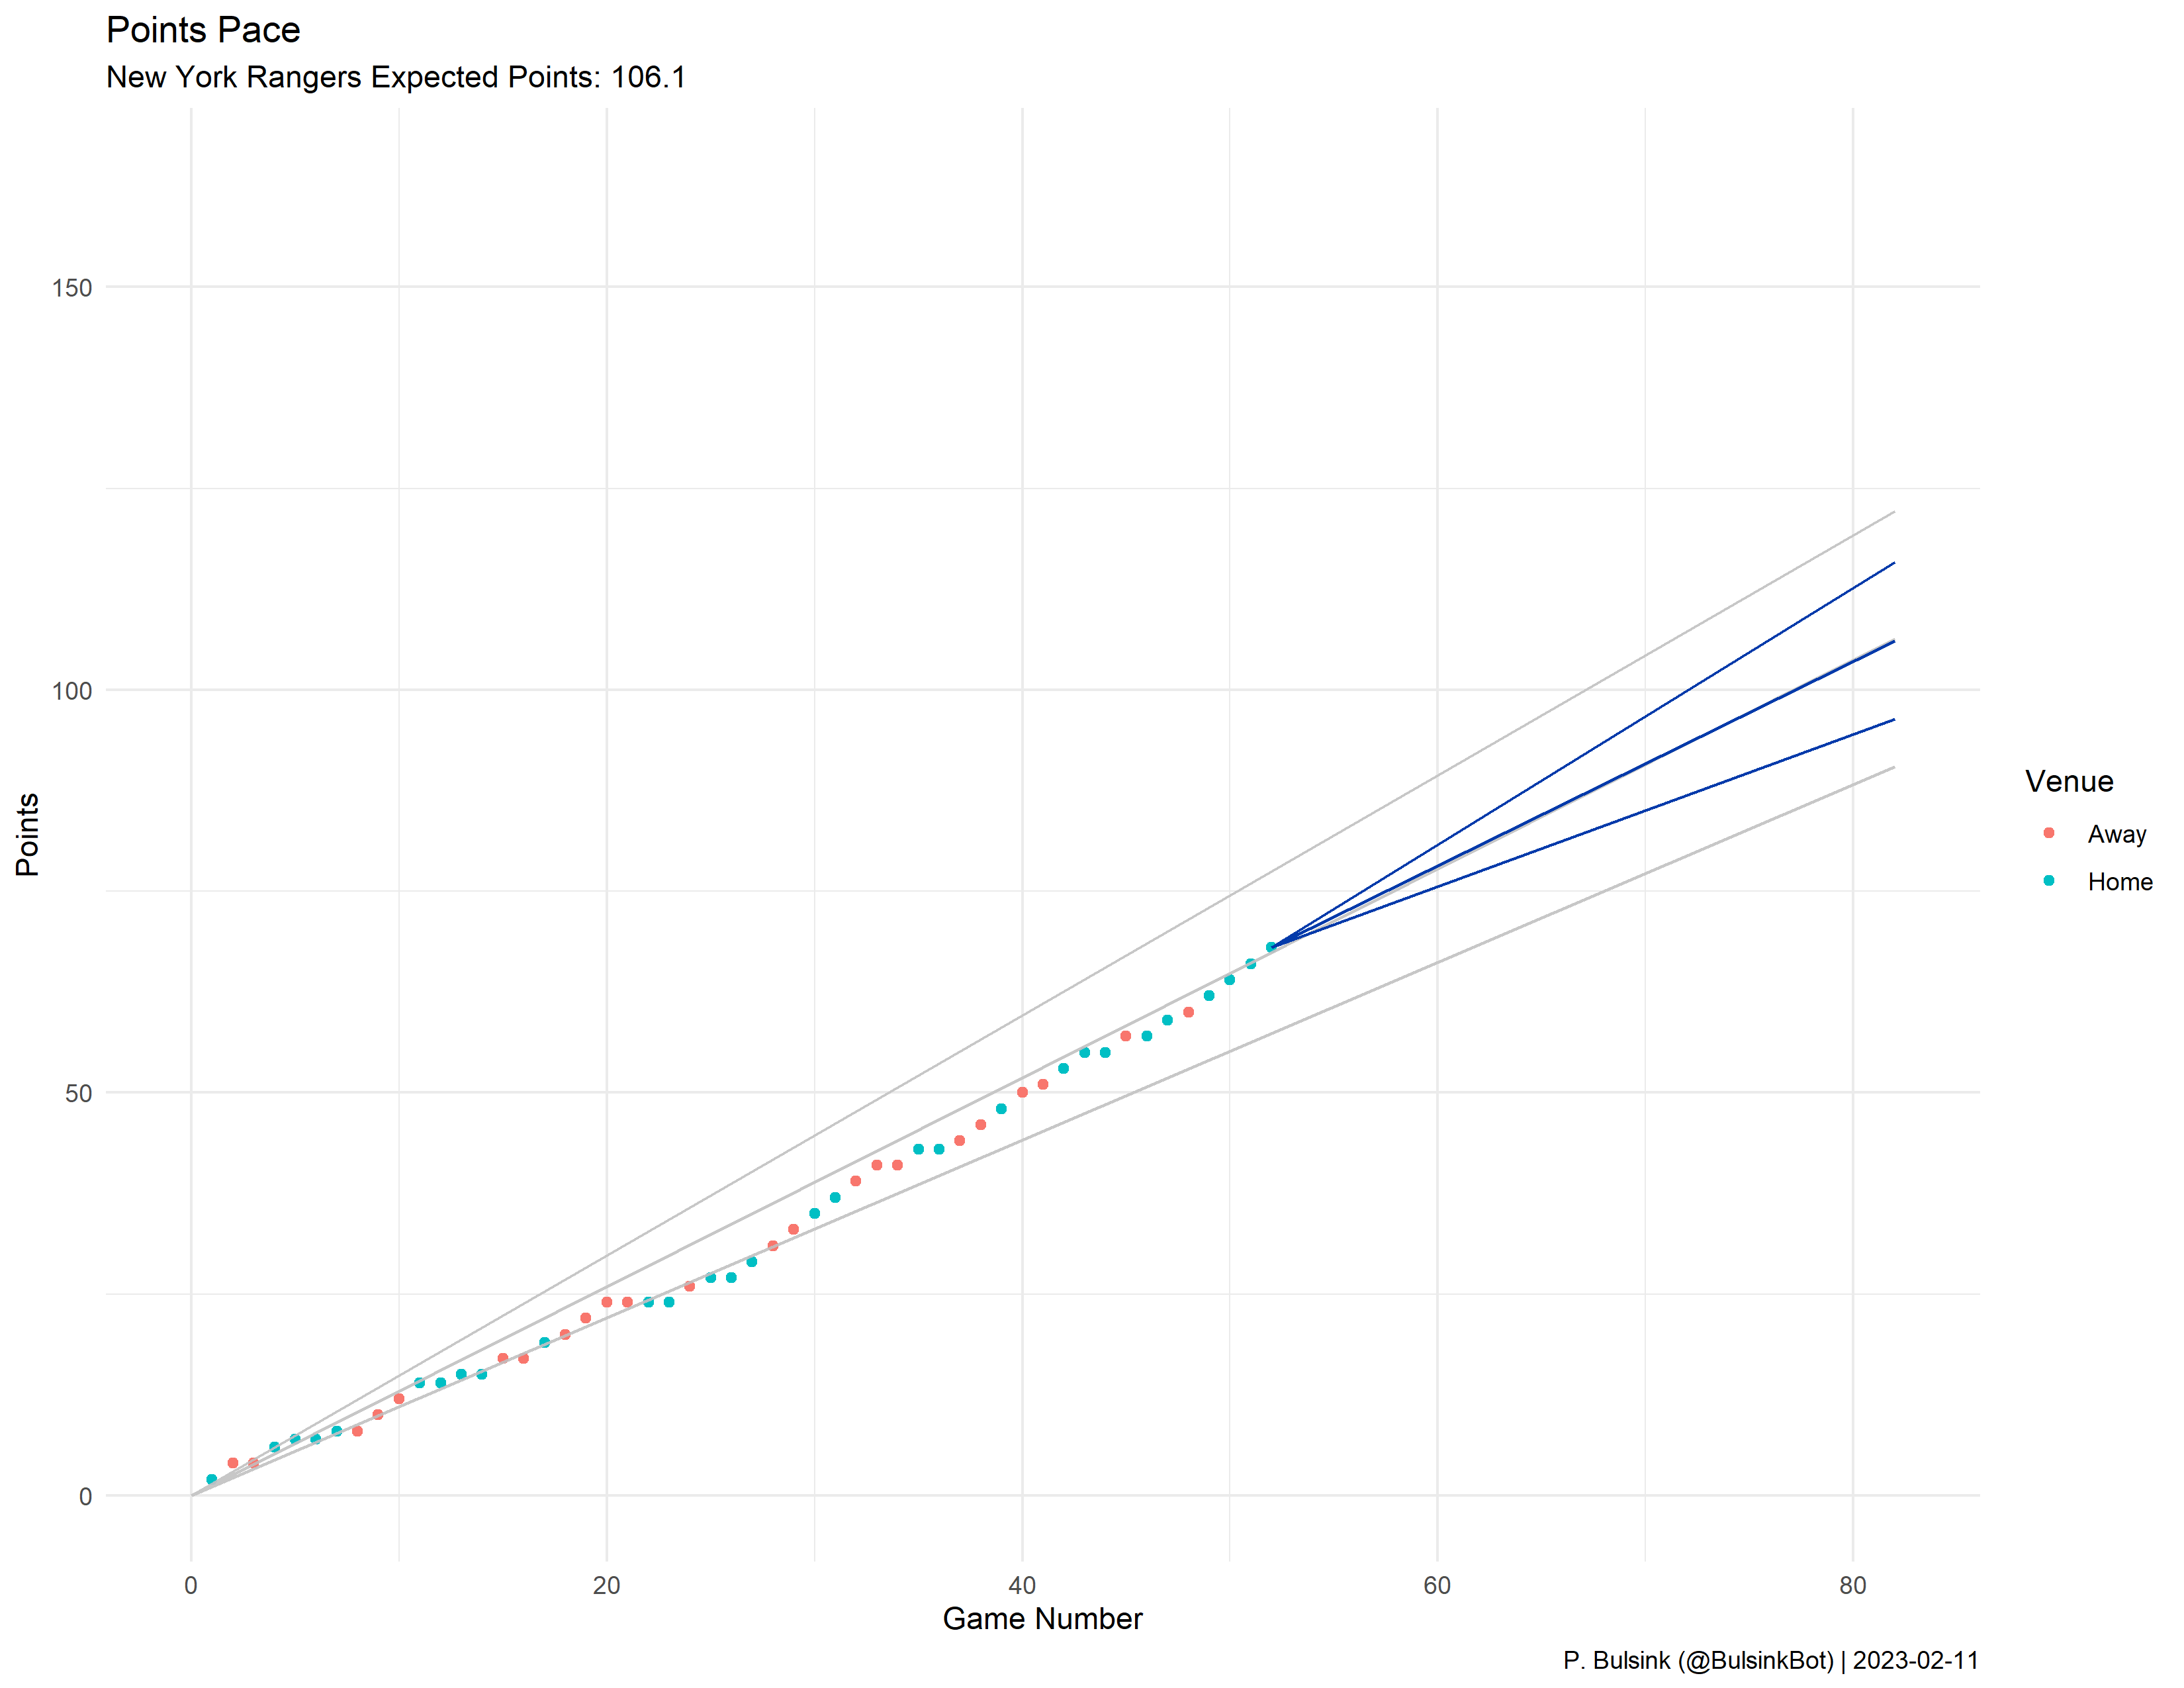 Points Pace
New York Rangers Expected Points: 106.1
150
100
50
0
Points
0 20 40 60 80
Game Number
Venue
Away
Home
P. Bulsink (@BulsinkBot) | 2023-02-11